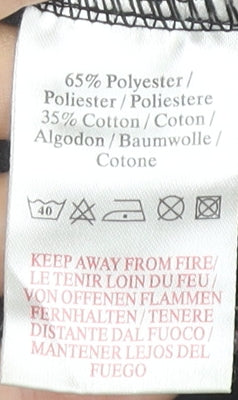 65% Polyester /
Poliester / Poliestere
35% Cotton / Coton /
Algodon / Baumwolle /
Cotone
40
KEEP AWAY FROM FIRE/
LE TENIR LOIN DU FEU /
VON OFFENEN FLAMMEN
FERNHALTEN / TENERE
DISTANTE DAL FUOCO /
MANTENER LEJOS DEL
FUEGO